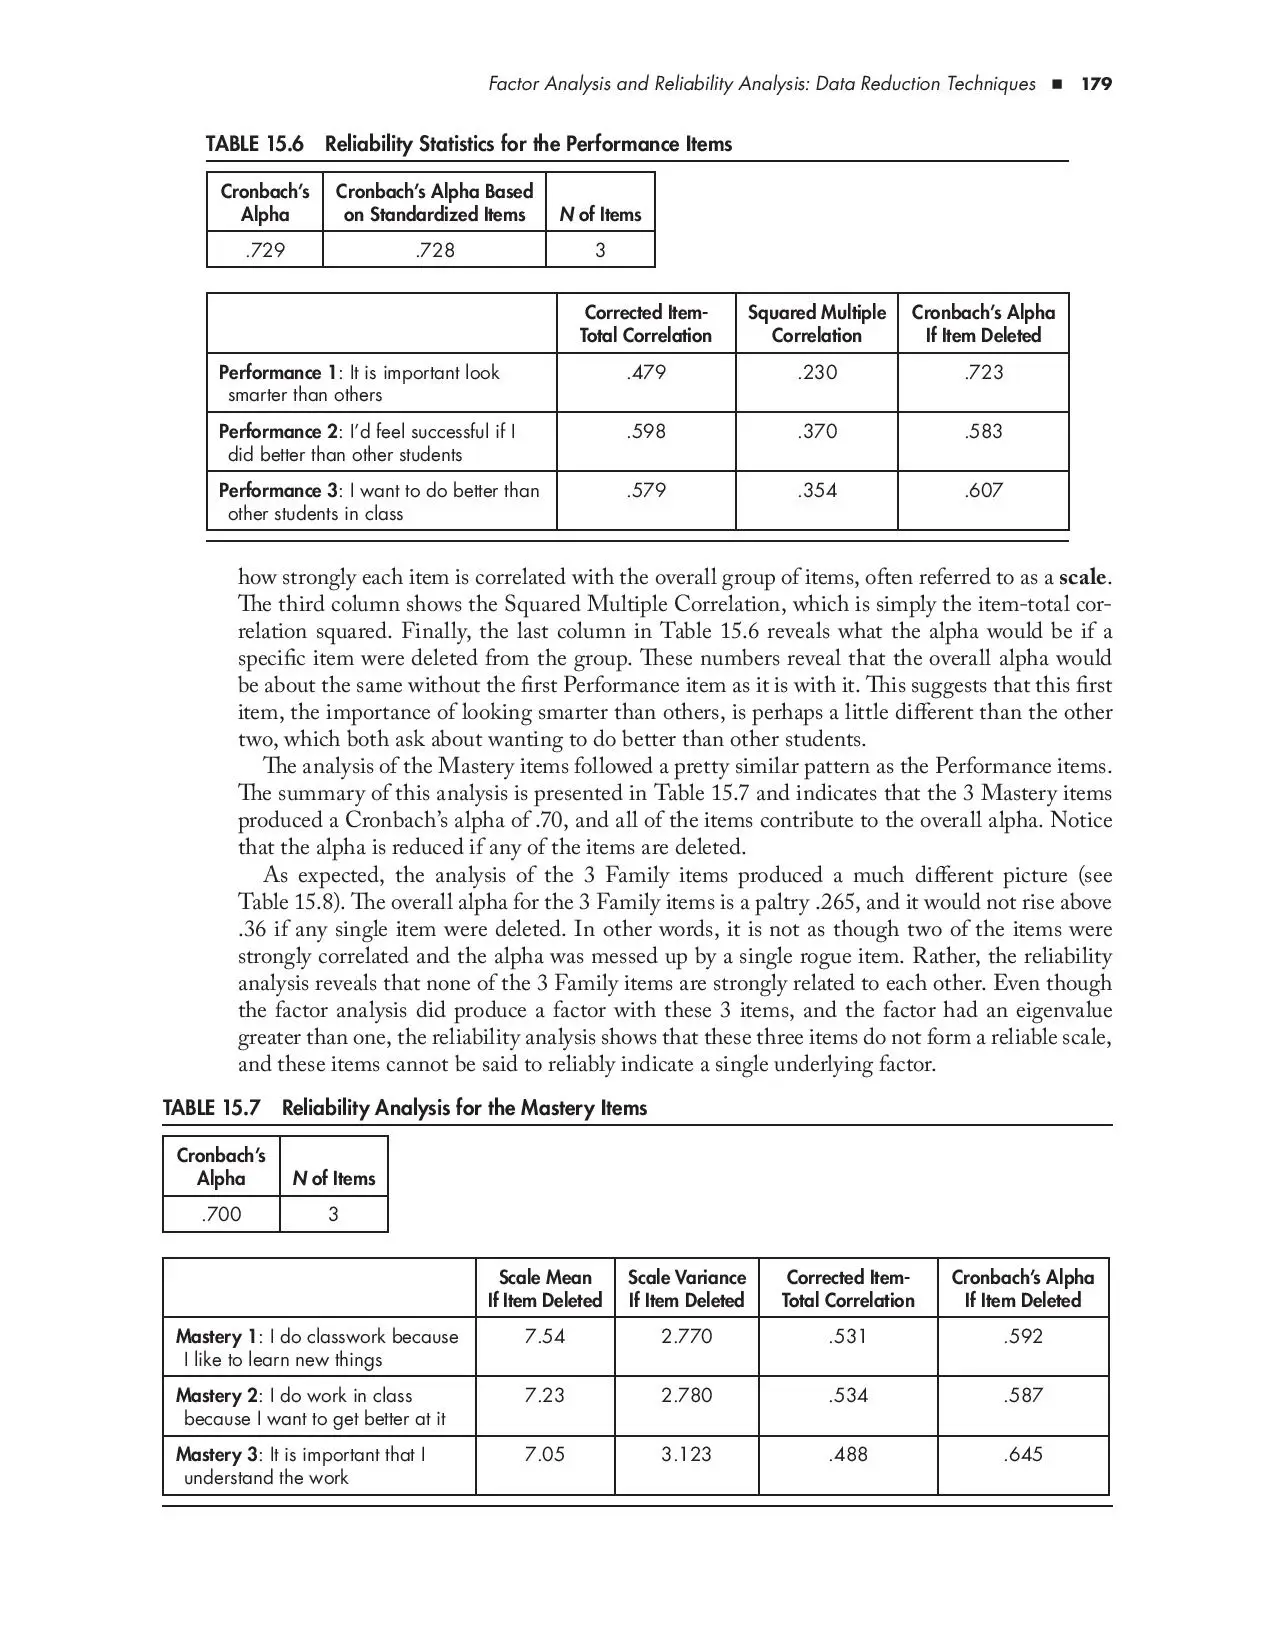 Factor Analysis and Reliability Analysis: Data Reduction Techniques ■ 179
TABLE 15.6 Reliability Statistics for the Performance Items
Cronbach's Alpha Cronbach's Alpha Based on Standardized Items N of Items
.729 .728 3
Corrected Item-Total Correlation Squared Multiple Correlation Cronbach's Alpha If Item Deleted
Performance 1: It is important look .479 .230 .723
smarter than others
Performance 2: I'd feel successful if I .598 .370 .583
did better than other students
Performance 3: I want to do better than .579 .354 .607
other students in class
how strongly each item is correlated with the overall group of items, often referred to as a scale.
The third column shows the Squared Multiple Correlation, which is simply the item-total cor-
relation squared. Finally, the last column in Table 15.6 reveals what the alpha would be if a
specific item were deleted from the group. These numbers reveal that the overall alpha would
be about the same without the first Performance item as it is with it. This suggests that this first
item, the importance of looking smarter than others, is perhaps a little different than the other
two, which both ask about wanting to do better than other students.
The analysis of the Mastery items followed a pretty similar pattern as the Performance items.
The summary of this analysis is presented in Table 15.7 and indicates that the 3 Mastery items
produced a Cronbach's alpha of .70, and all of the items contribute to the overall alpha. Notice
that the alpha is reduced if any of the items are deleted.
As expected, the analysis of the 3 Family items produced a much different picture (see
Table 15.8). The overall alpha for the 3 Family items is a paltry .265, and it would not rise above
.36 if any single item were deleted. In other words, it is not as though two of the items were
strongly correlated and the alpha was messed up by a single rogue item. Rather, the reliability
analysis reveals that none of the 3 Family items are strongly related to each other. Even though
the factor analysis did produce a factor with these 3 items, and the factor had an eigenvalue
greater than one, the reliability analysis shows that these three items do not form a reliable scale,
and these items cannot be said to reliably indicate a single underlying factor.
TABLE 15.7 Reliability Analysis for the Mastery Items
Cronbach's Alpha N of Items
.700 3
Scale Mean If Item Deleted Scale Variance If Item Deleted Corrected Item-Total Correlation Cronbach's Alpha If Item Deleted
Mastery 1: I do classwork because 7.54 2.770 .531 .592
I like to learn new things
Mastery 2: I do work in class 7.23 2.780 .534 .587
because I want to get better at it
Mastery 3: It is important that I 7.05 3.123 .488 .645
understand the work